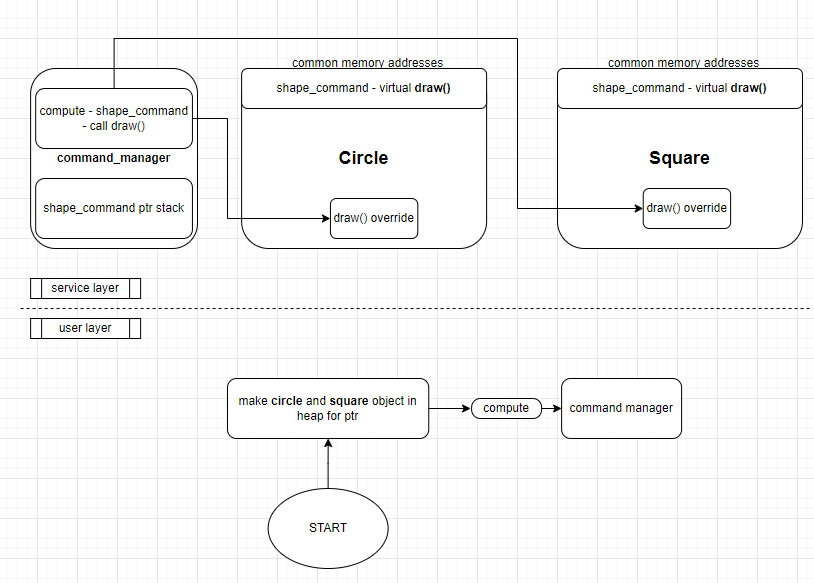 common memory addresses
common memory addresses
shape_command - virtual draw()
shape_command - virtual draw()
compute - shape_command
- call draw()
command_manager
Circle
Square
shape_command ptr stack
draw() override
draw() override
service layer
user layer
make circle and square object in
heap for ptr
compute
command manager
START